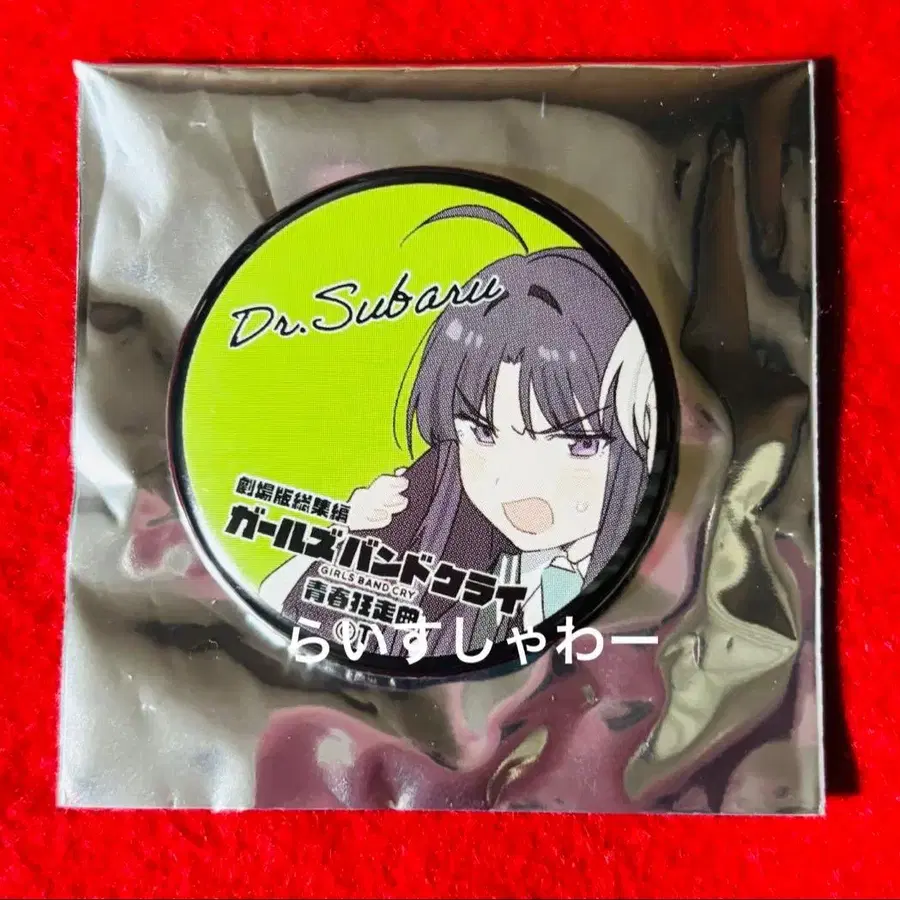 Dr.Subaru
劇場版総集編
ガールズバンドクライ
GIRLS BAND CRY
青春狂走曲
らいすしゃわー